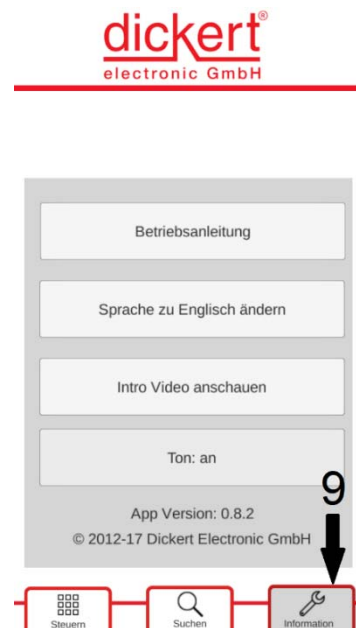 dickert®
electronic GmbH
Betriebsanleitung
Sprache zu Englisch ändern
Intro Video anschauen
Ton: an
9
App Version: 0.8.2
© 2012-17 Dickert Electronic GmbH
Steuern Suchen Information